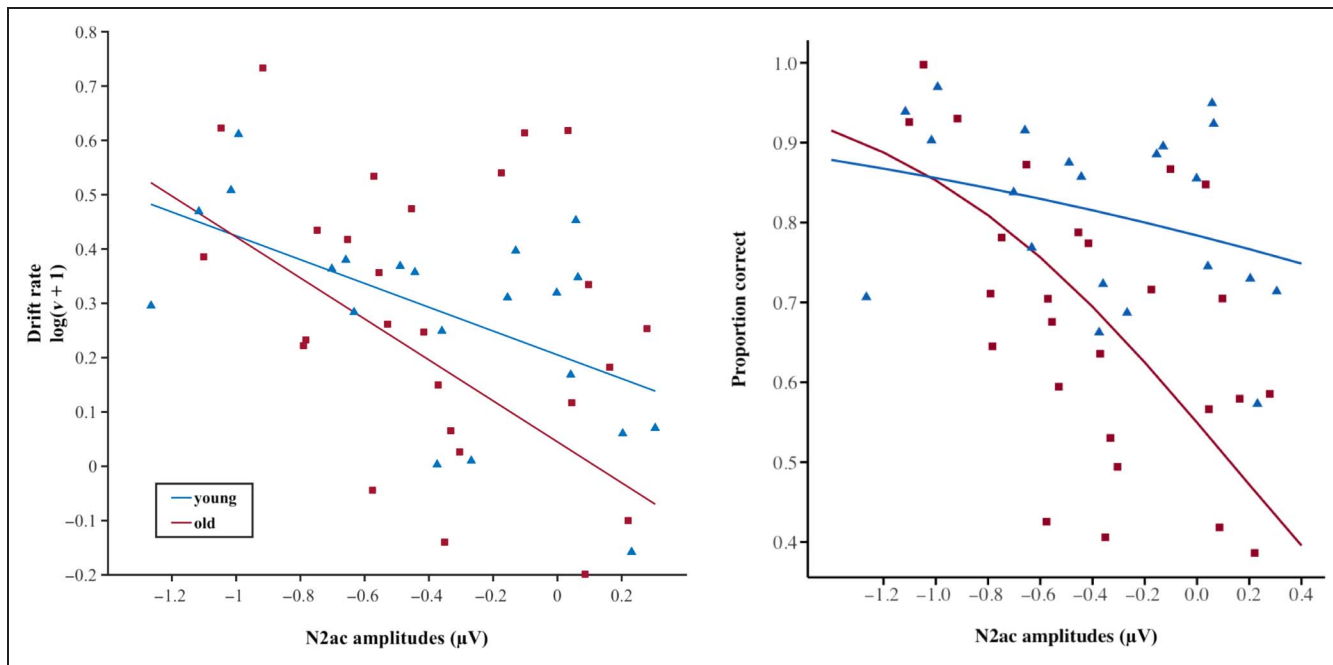 0.8
0.7
0.6
0.5
0.4
0.3
0.2
0.1
0
−0.1
−0.2
Drift rate
log(v + 1)
young
old
−1.2 −1 −0.8 −0.6 −0.4 −0.2 0 0.2
N2ac amplitudes (µV)
1.0
0.9
0.8
0.7
0.6
0.5
0.4
Proportion correct
−1.2 −1.0 −0.8 −0.6 −0.4 −0.2 0.0 0.2 0.4
N2ac amplitudes (µV)